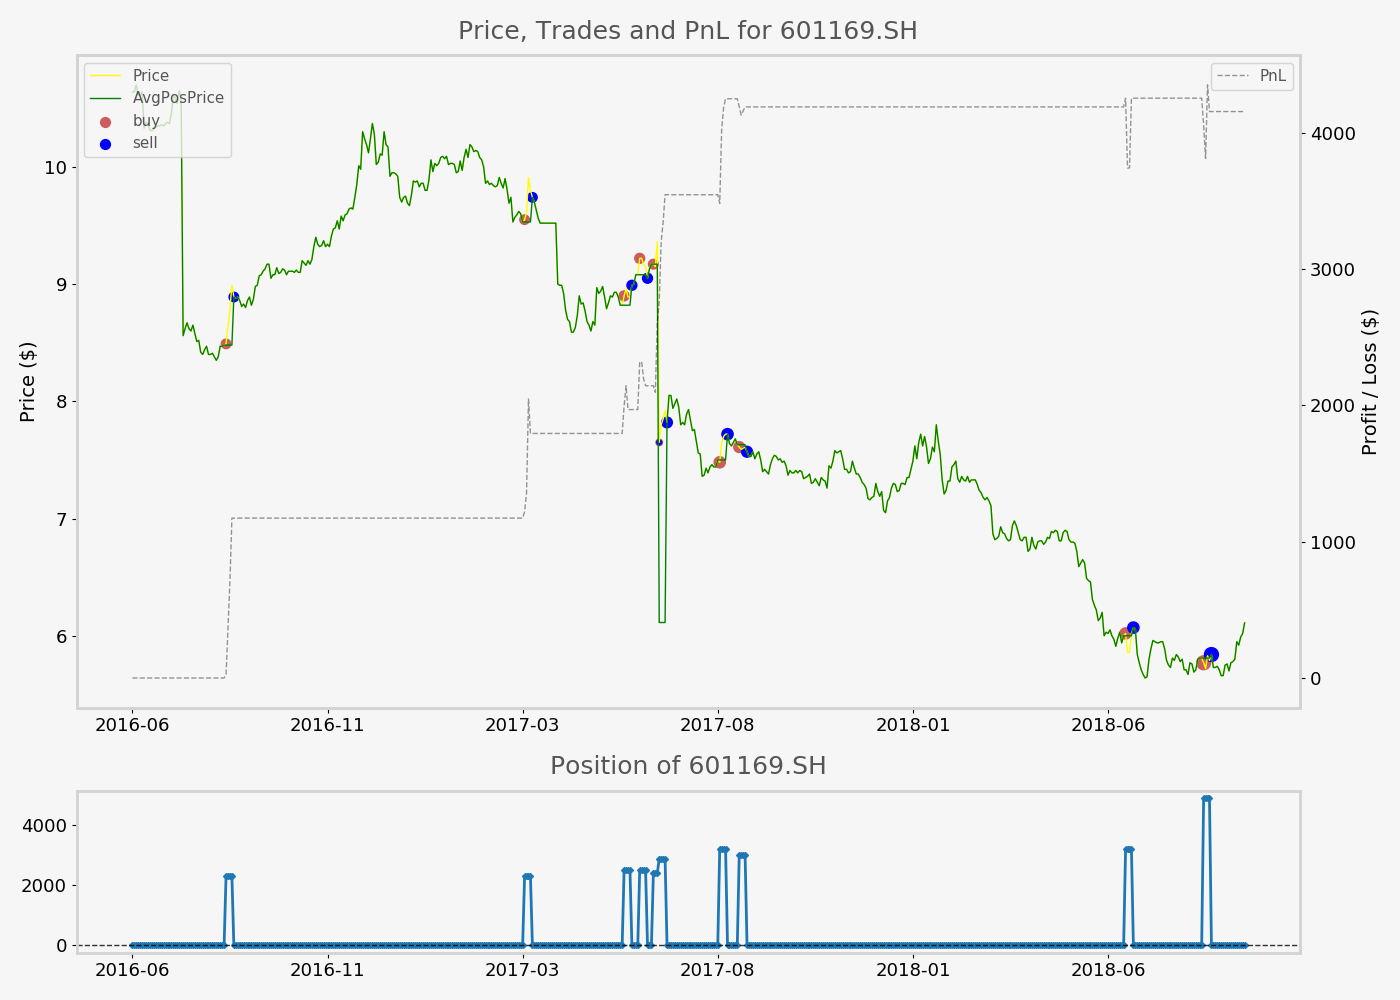 Price, Trades and PnL for 601169.SH
Price
AvgPosPrice
buy
sell
PnL
10
9
8
7
6
Price ($)
4000
3000
2000
1000
0
Profit / Loss ($)
2016-06 2016-11 2017-03 2017-08 2018-01 2018-06
Position of 601169.SH
4000
2000
0
2016-06 2016-11 2017-03 2017-08 2018-01 2018-06